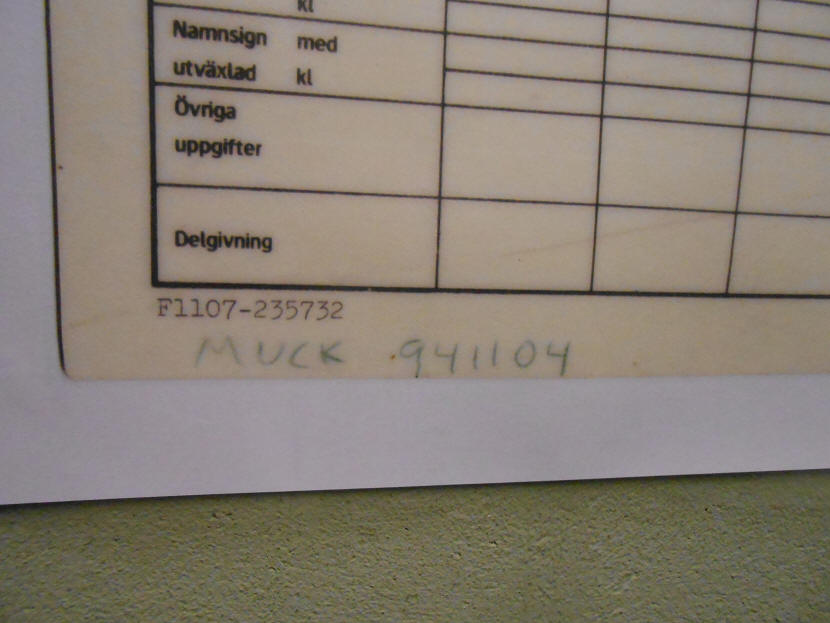 kl
Namnsign med
utväxlad kl
Övriga
uppgifter
Delgivning
F1107-235732
MUCK 941104